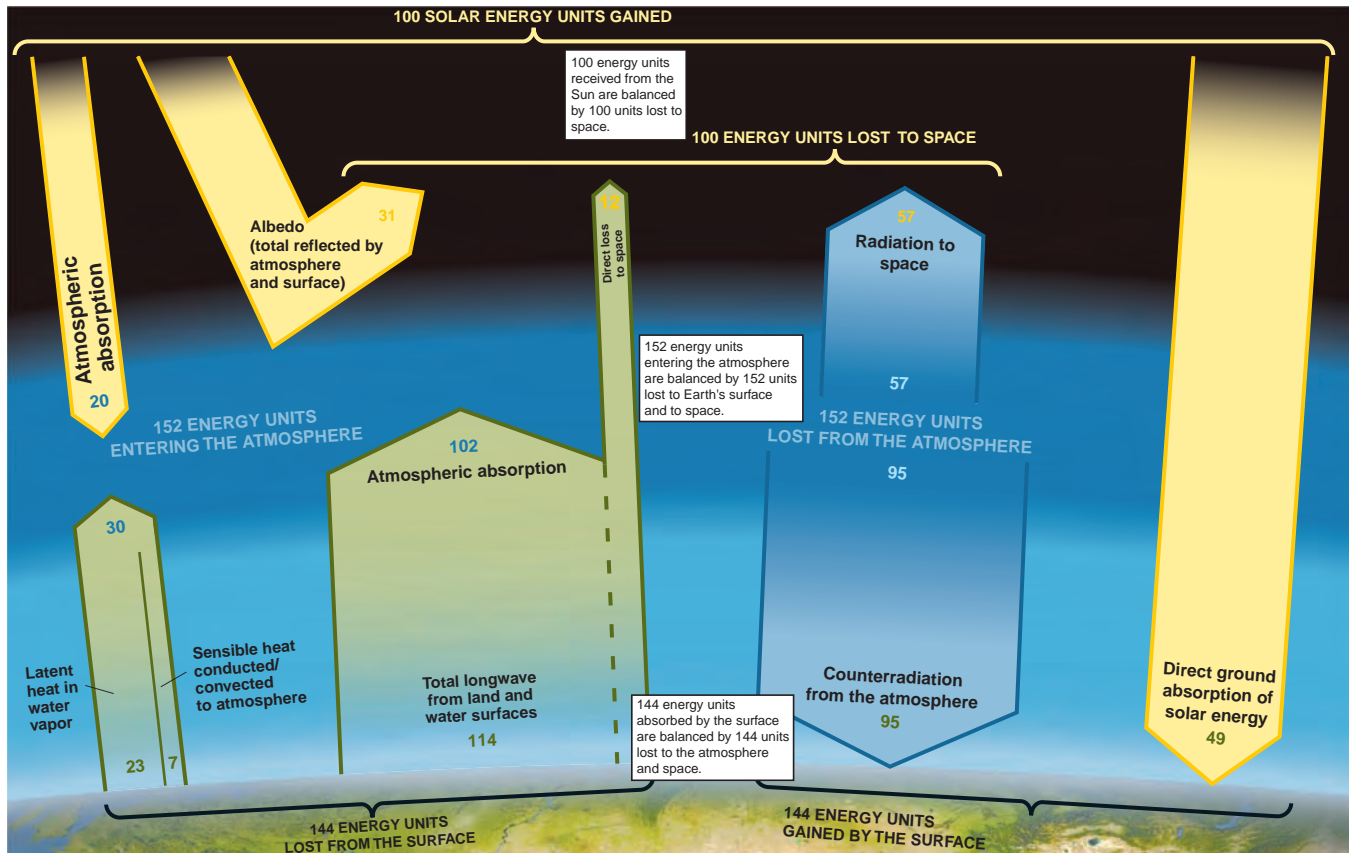 100 SOLAR ENERGY UNITS GAINED
100 energy units
received from the
Sun are balanced
by 100 units lost to
space.
100 ENERGY UNITS LOST TO SPACE
Atmospheric
absorption
20
Albedo
(total reflected by
atmosphere
and surface)
31
12
Direct loss
to space
57
Radiation to
space
57
152 energy units
entering the atmosphere
are balanced by 152 units
lost to Earth's surface
and to space.
152 ENERGY UNITS
ENTERING THE ATMOSPHERE
152 ENERGY UNITS
LOST FROM THE ATMOSPHERE
102
Atmospheric absorption
95
30
Latent
heat in
water
vapor
Sensible heat
conducted/
convected
to atmosphere
23
7
Total longwave
from land and
water surfaces
114
144 energy units
absorbed by the surface
are balanced by 144 units
lost to the atmosphere
and space.
Counterradiation
from the atmosphere
95
Direct ground
absorption of
solar energy
49
144 ENERGY UNITS
LOST FROM THE SURFACE
144 ENERGY UNITS
GAINED BY THE SURFACE